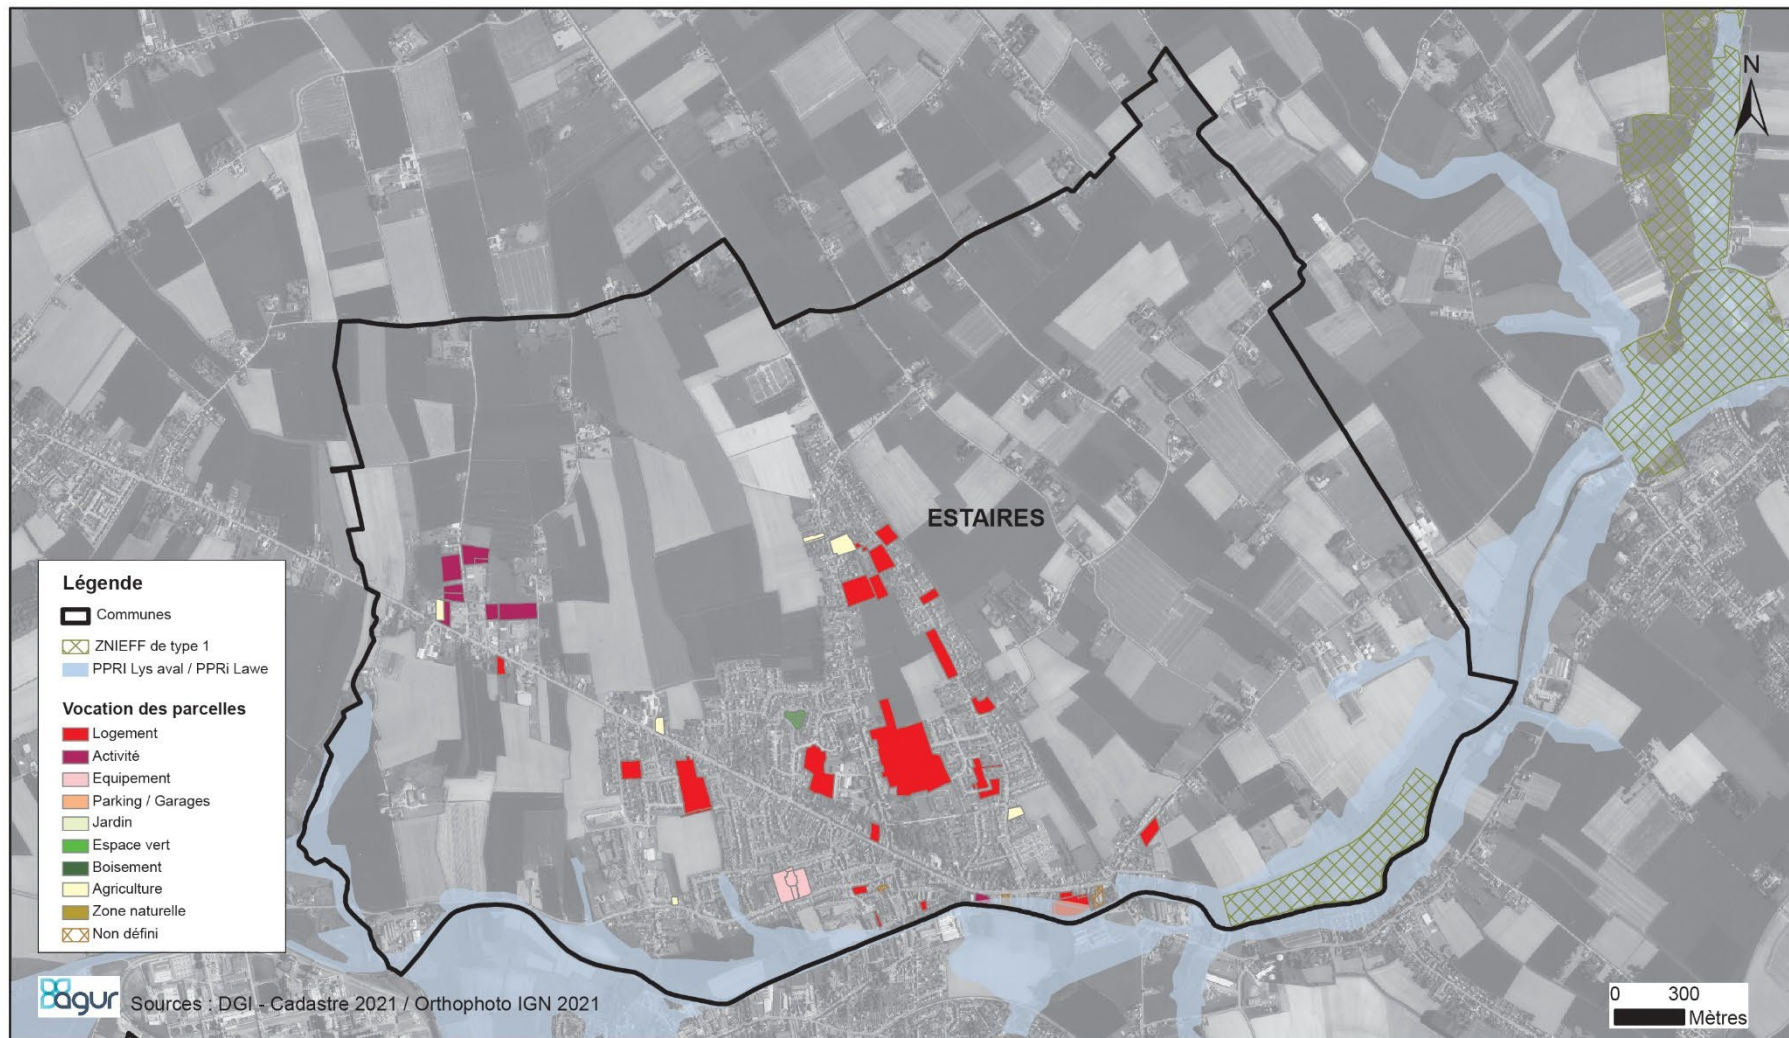 N
ESTAIRES
Légende
Communes
ZNIEFF de type 1
PPRI Lys aval / PPRi Lawe
Vocation des parcelles
Logement
Activité
Equipement
Parking / Garages
Jardin
Espace vert
Boisement
Agriculture
Zone naturelle
Non défini
agur
Sources : DGI - Cadastre 2021 / Orthophoto IGN 2021
0 300
Mètres